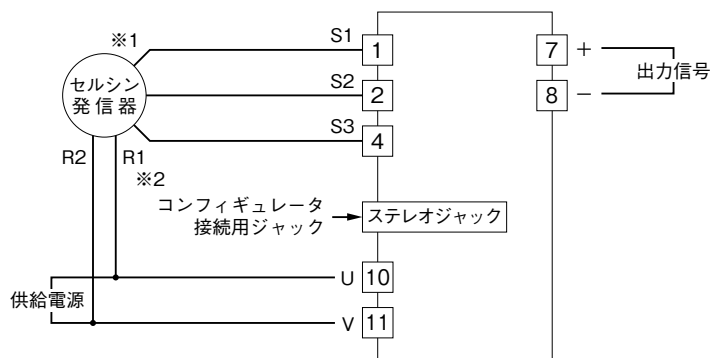 ※1
S1
1
7
+
セルシン
発信器
S2
2
8
−
出力信号
S3
4
R2
R1
※2
コンフィギュレータ
接続用ジャック
ステレオジャック
U
10
供給電源
V
11